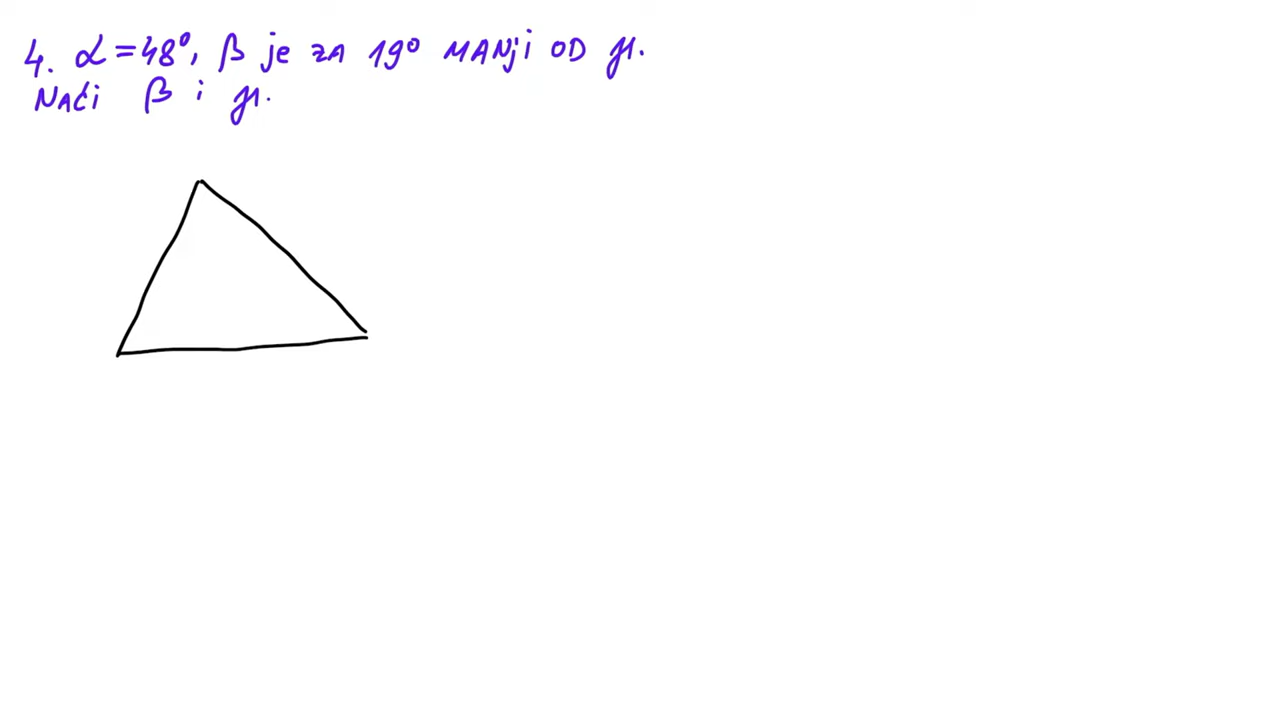 4. α = 48°, β je za 19° MANji OD γ.
NAĆi β i γ.